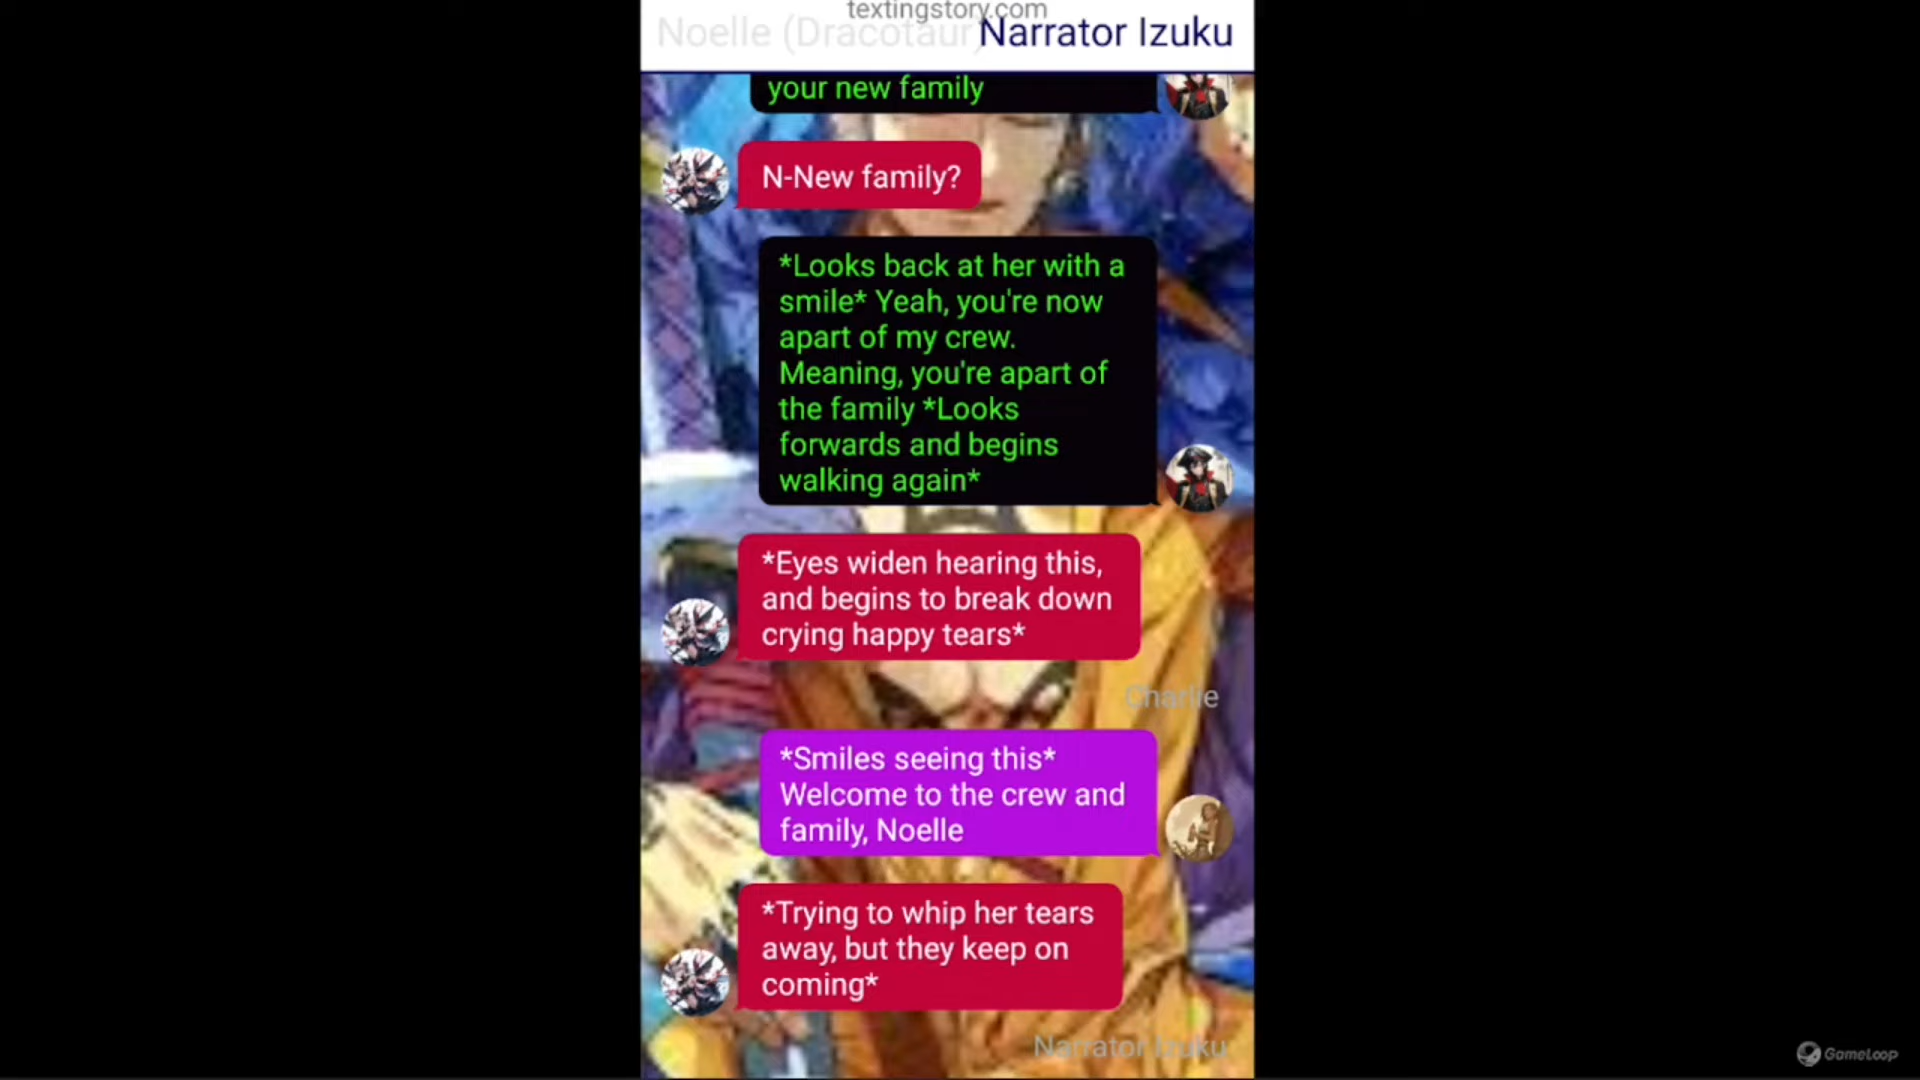 textingstory.com
Noelle (Dracotaur)
Narrator Izuku
your new family
N-New family?
*Looks back at her with a
smile* Yeah, you're now
apart of my crew.
Meaning, you're apart of
the family *Looks
forwards and begins
walking again*
*Eyes widen hearing this,
and begins to break down
crying happy tears*
Charlie
*Smiles seeing this*
Welcome to the crew and
family, Noelle
*Trying to whip her tears
away, but they keep on
coming*
Narrator Izuku
GameLoop